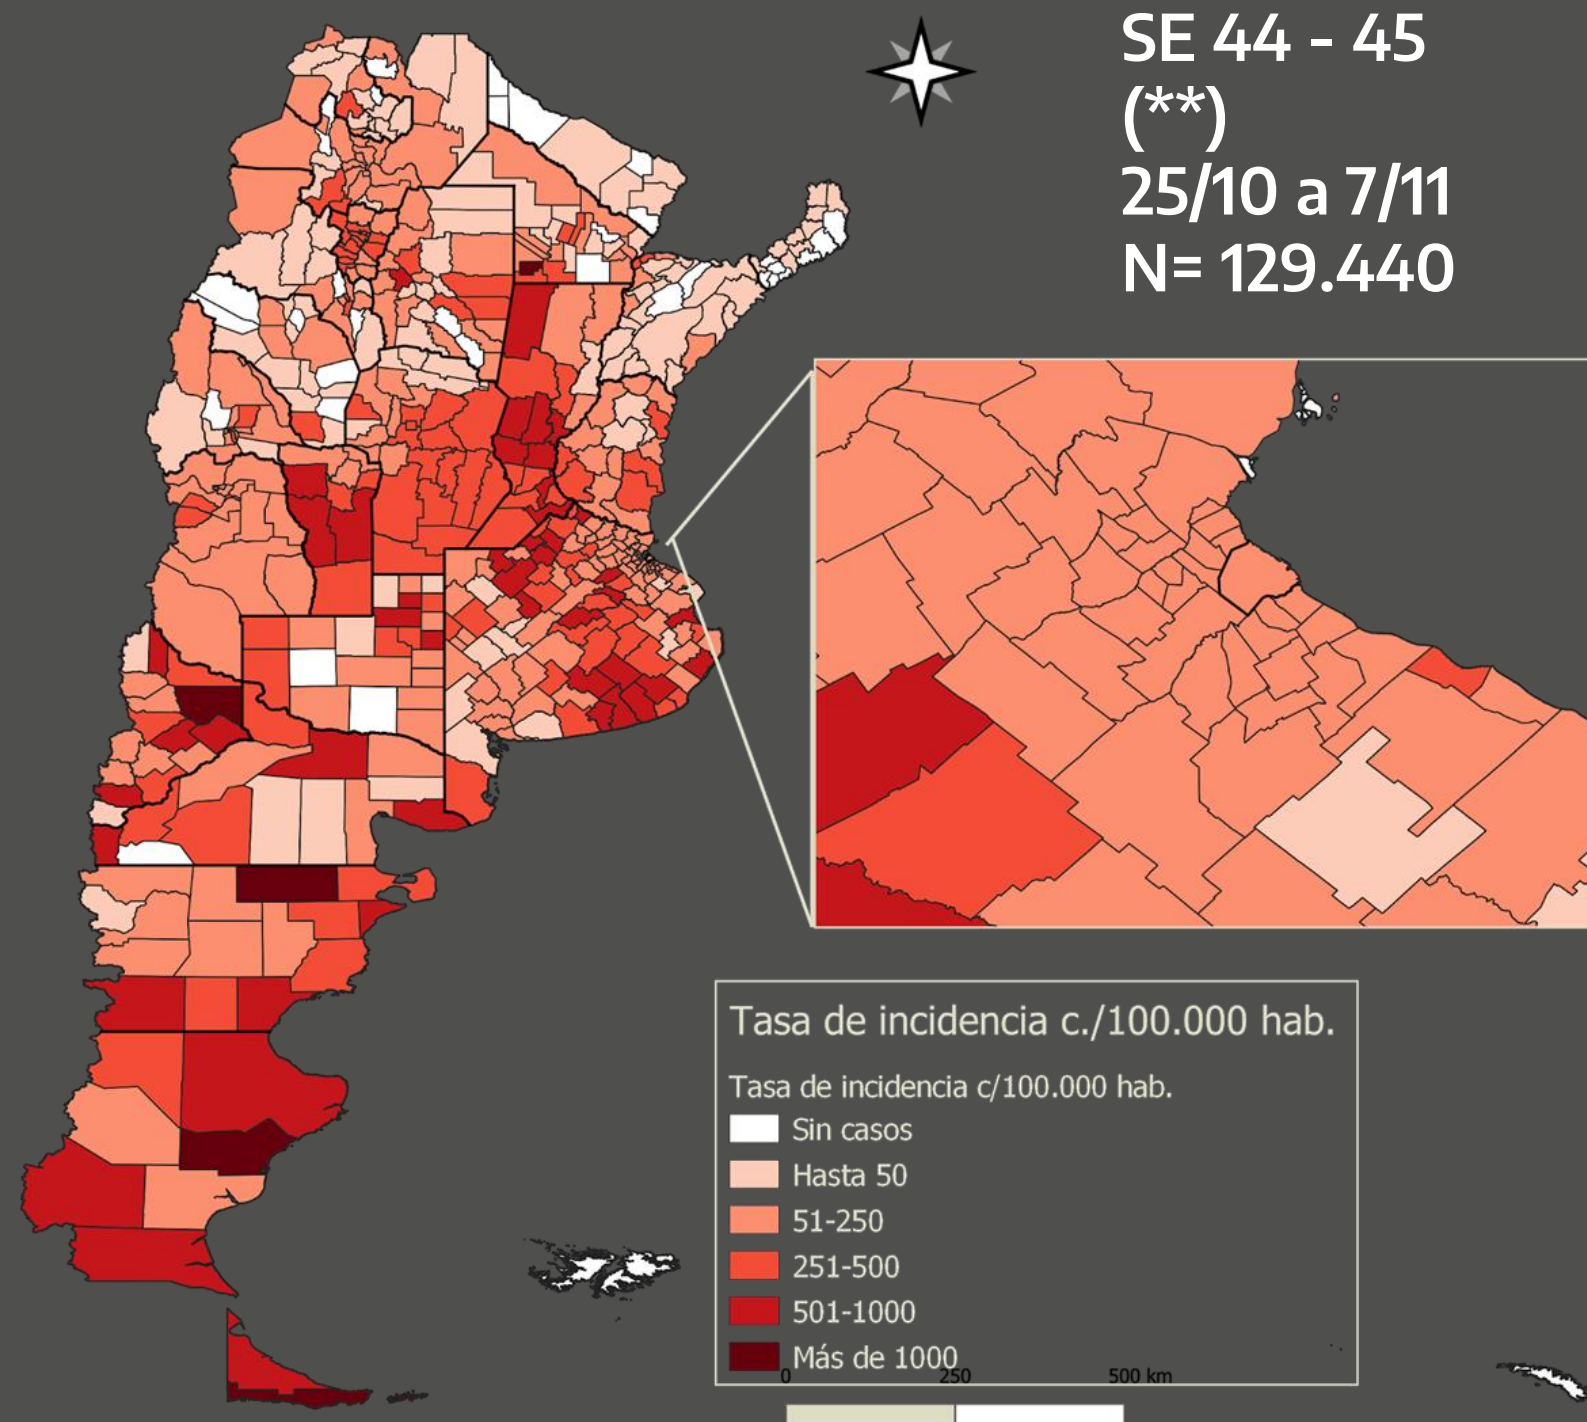 SE 44 - 45
(**)
25/10 a 7/11
N= 129.440
Tasa de incidencia c./100.000 hab.
Tasa de incidencia c/100.000 hab.
Sin casos
Hasta 50
51-250
251-500
501-1000
Más de 1000
0 250 500 km